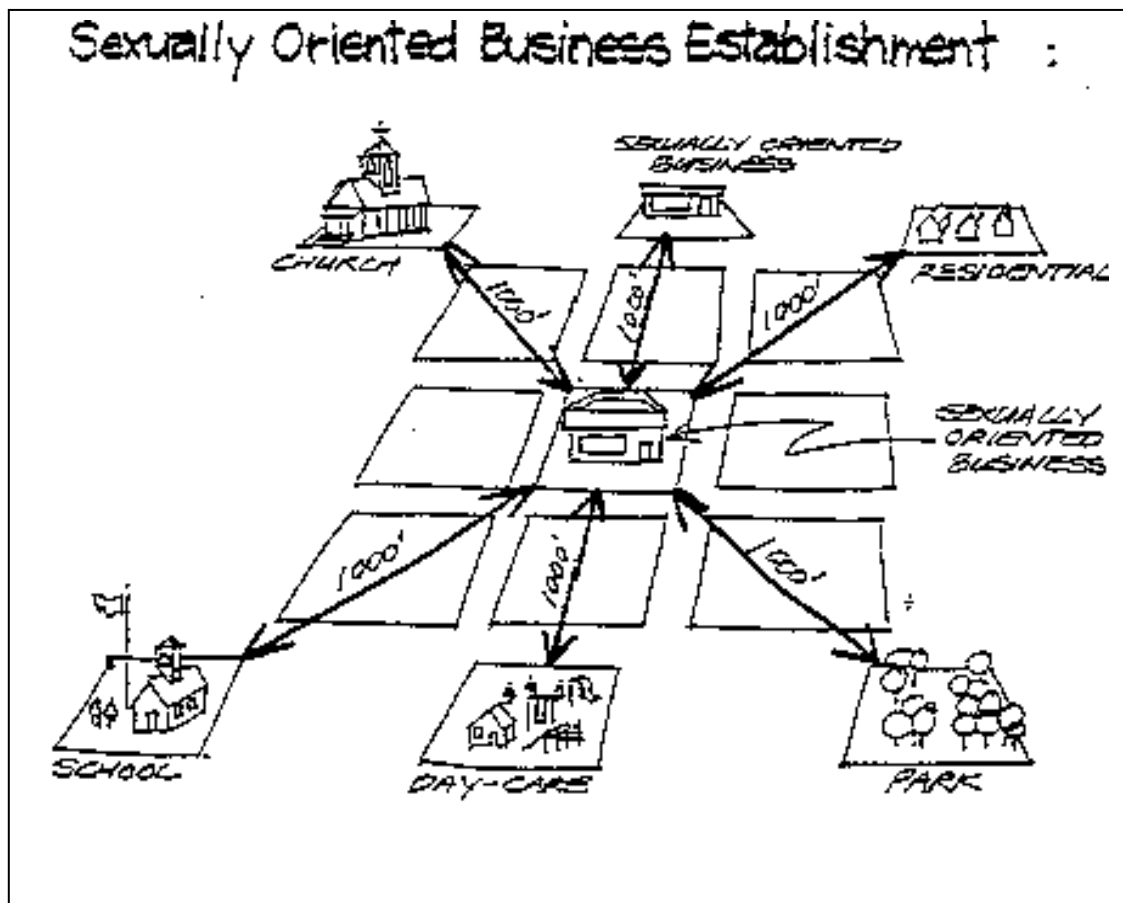 Sexually Oriented Business Establishment :
SEXUALLY ORIENTED
BUSINESS
CHURCH
RESIDENTIAL
1000'
1000'
1000'
SEXUALLY
ORIENTED
BUSINESS
1000'
1000'
1000'
SCHOOL
DAY-CARE
PARK